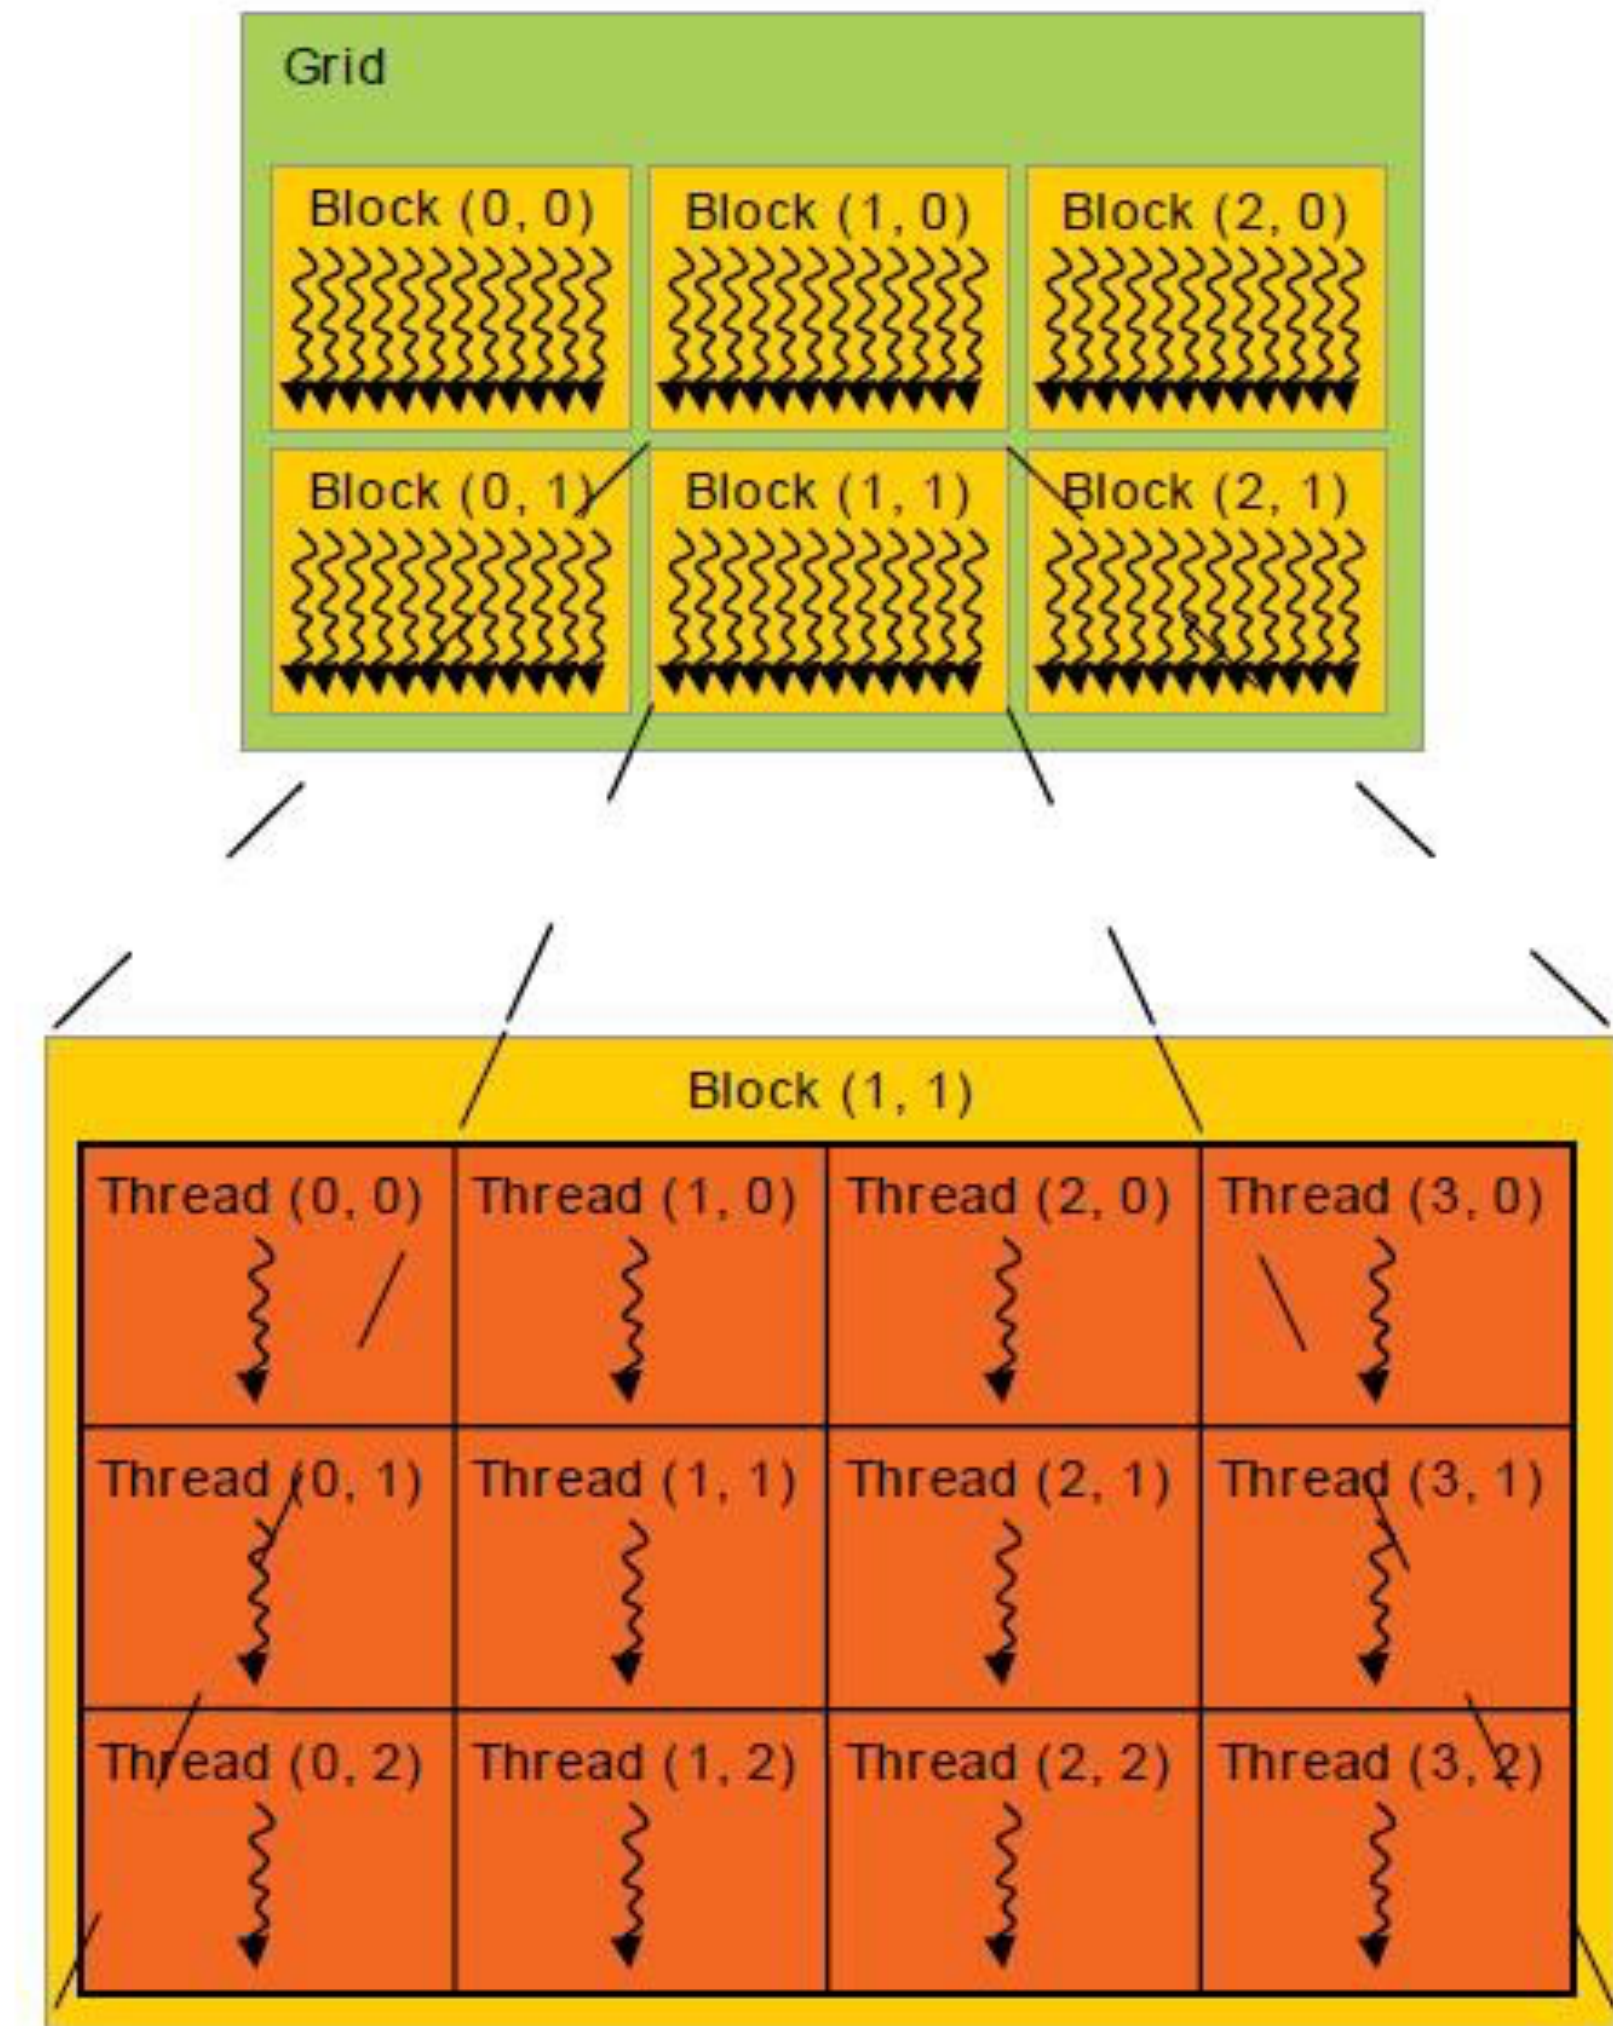 Grid
Block (0, 0) Block (1, 0) Block (2, 0)
Block (0, 1) Block (1, 1) Block (2, 1)
Block (1, 1)
Thread (0, 0) Thread (1, 0) Thread (2, 0) Thread (3, 0)
Thread (0, 1) Thread (1, 1) Thread (2, 1) Thread (3, 1)
Thread (0, 2) Thread (1, 2) Thread (2, 2) Thread (3, 2)